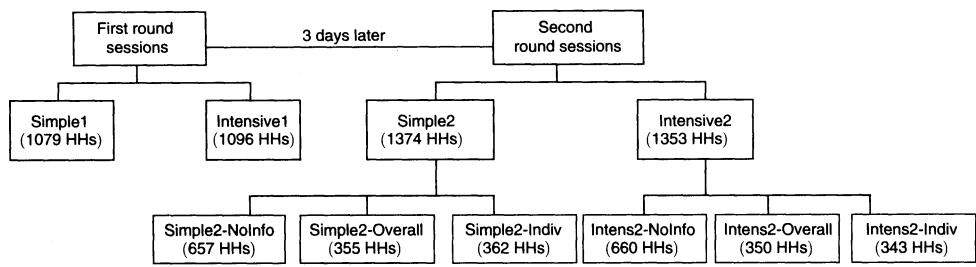 First round
sessions
3 days later
Second
round sessions
Simple1
(1079 HHs)
Intensive1
(1096 HHs)
Simple2
(1374 HHs)
Intensive2
(1353 HHs)
Simple2-NoInfo
(657 HHs)
Simple2-Overall
(355 HHs)
Simple2-Indiv
(362 HHs)
Intens2-NoInfo
(660 HHs)
Intens2-Overall
(350 HHs)
Intens2-Indiv
(343 HHs)